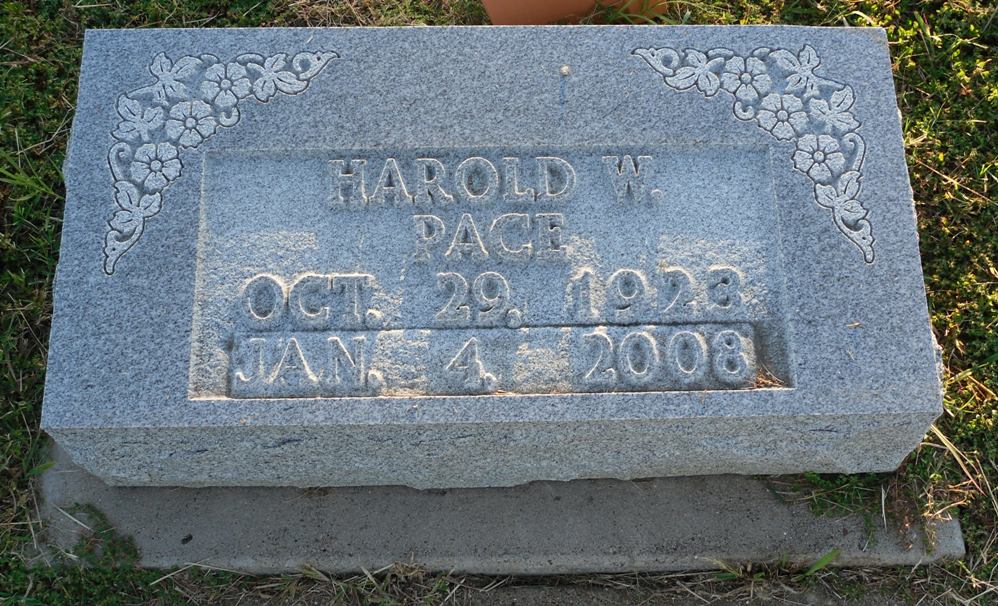 HAROLD W.
PACE
OCT. 29. 1923
JAN. 4. 2008